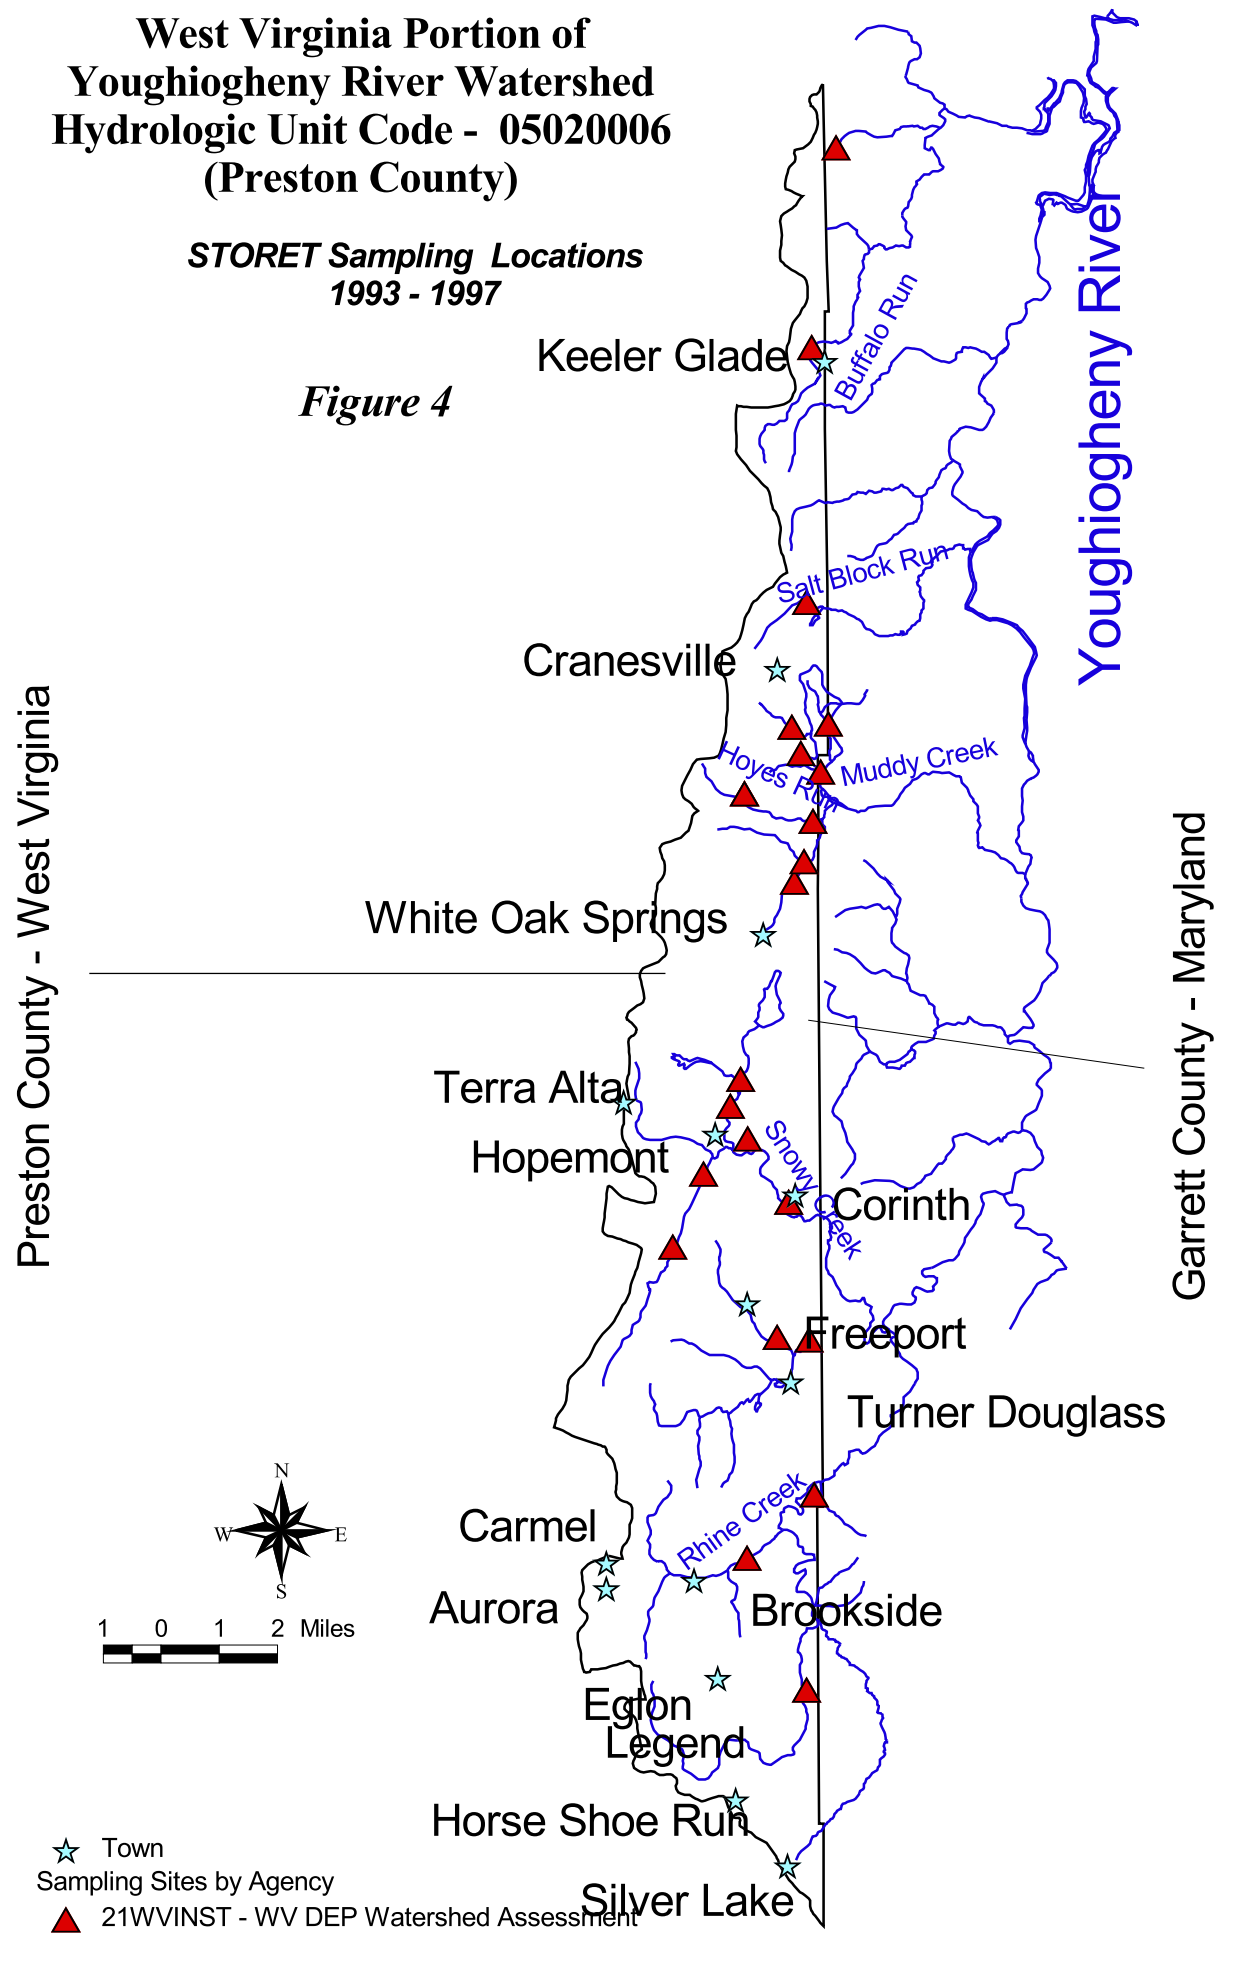 West Virginia Portion of
Youghiogheny River Watershed
Hydrologic Unit Code -  05020006
(Preston County)
STORET Sampling  Locations
1993 - 1997
Figure 4
Keeler Glade
Buffalo Run
Youghiogheny River
Salt Block Run
Cranesville
Hoyes Run
Muddy Creek
Preston County - West Virginia
Garrett County - Maryland
White Oak Springs
Terra Alta
Hopemont
Snowy Creek
Corinth
Freeport
Turner Douglass
Rhine Creek
Carmel
Aurora
Brookside
Eglon
Legend
Horse Shoe Run
Silver Lake
N
W
E
S
1 0 1 2 Miles
Town
Sampling Sites by Agency
21WVINST - WV DEP Watershed Assessment